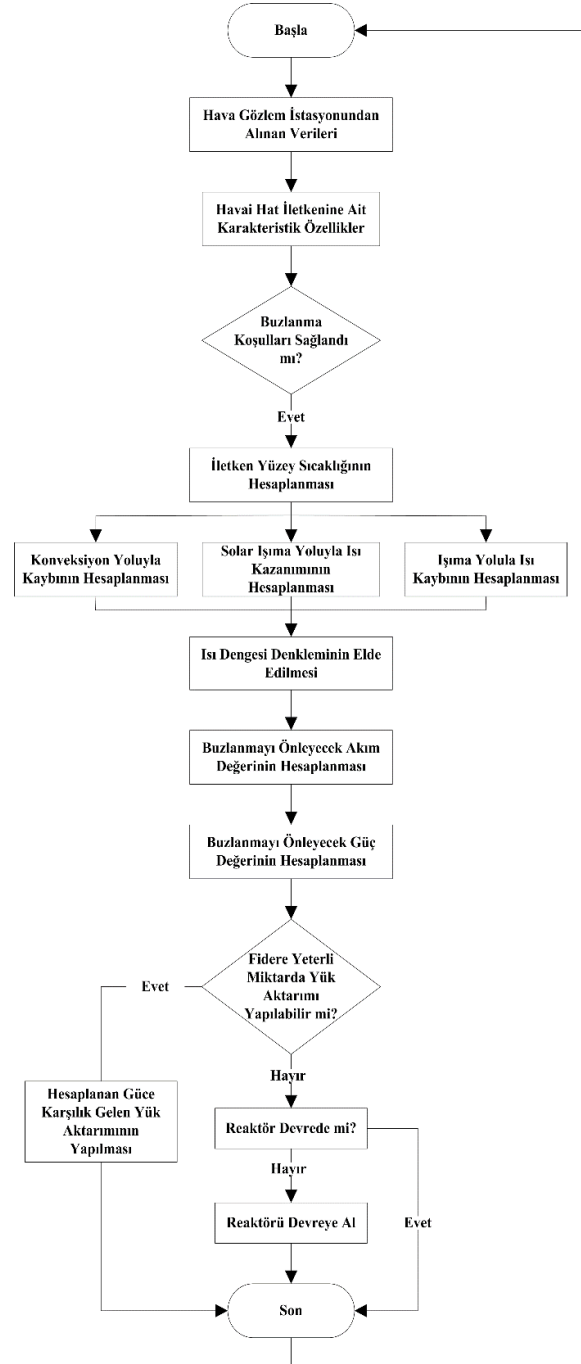 Başla
Hava Gözlem İstasyonundan
Alınan Verileri
Havai Hat İletkenine Ait
Karakteristik Özellikler
Buzlanma
Koşulları Sağlandı
mı?
Evet
İletken Yüzey Sıcaklığının
Hesaplanması
Konveksiyon Yoluyla
Kaybının Hesaplanması
Solar Işıma Yoluyla Isı
Kazanımının
Hesaplanması
Işıma Yolula Isı
Kaybının Hesaplanması
Isı Dengesi Denkleminin Elde
Edilmesi
Buzlanmayı Önleyecek Akım
Değerinin Hesaplanması
Buzlanmayı Önleyecek Güç
Değerinin Hesaplanması
Fidere Yeterli
Miktarda Yük
Aktarımı
Yapılabilir mi?
Evet
Hayır
Hesaplanan Güce
Karşılık Gelen Yük
Aktarımının
Yapılması
Reaktör Devrede mi?
Hayır
Evet
Reaktörü Devreye Al
Son